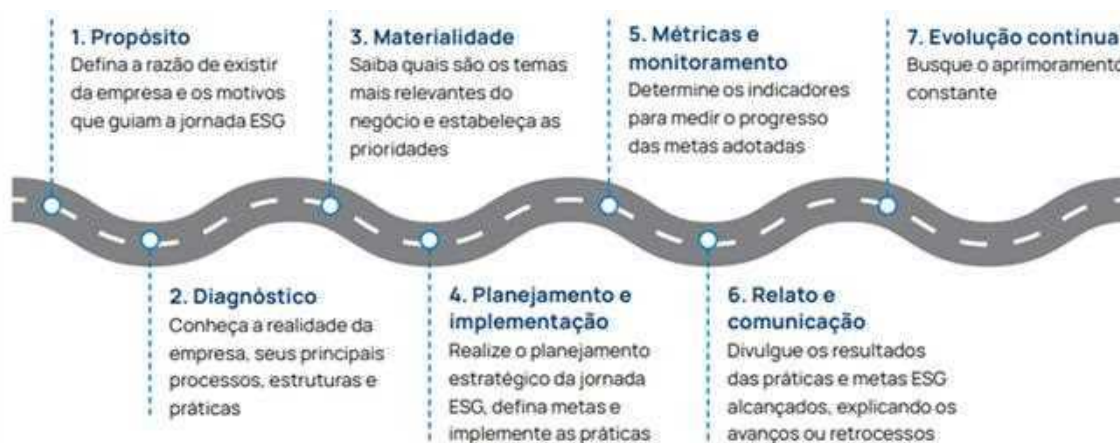 1. Propósito
Defina a razão de existir
da empresa e os motivos
que guiam a jornada ESG
2. Diagnóstico
Conheça a realidade da
empresa, seus principais
processos, estruturas e
práticas
3. Materialidade
Saiba quais são os temas
mais relevantes do
negócio e estabeleça as
prioridades
4. Planejamento e
implementação
Realize o planejamento
estratégico da jornada
ESG, defina metas e
implemente as práticas
5. Métricas e
monitoramento
Determine os indicadores
para medir o progresso
das metas adotadas
6. Relato e
comunicação
Divulgue os resultados
das práticas e metas ESG
alcançados, explicando os
avanços ou retrocessos
7. Evolução contínua
Busque o aprimoramento
constante